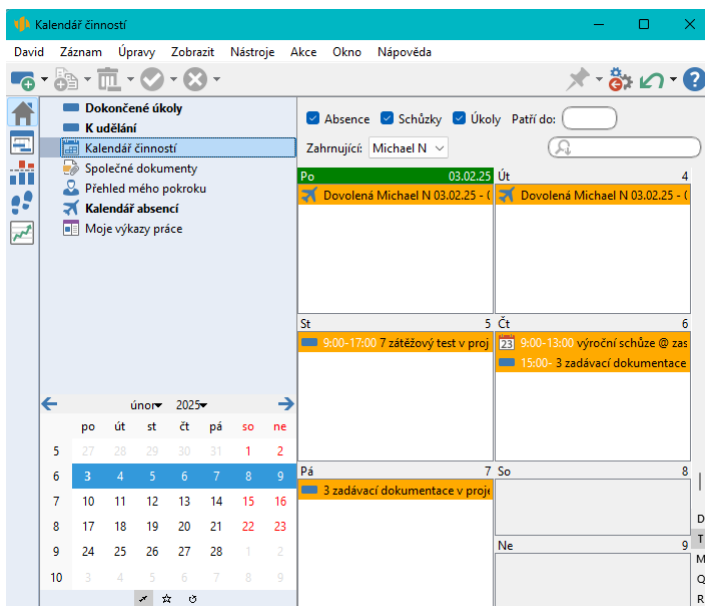 Kalendář činností
David Záznam Úpravy Zobrazit Nástroje Akce Okno Nápověda
Dokončené úkoly
K udělání
Kalendář činností
Společné dokumenty
Přehled mého pokroku
Kalendář absencí
Moje výkazy práce
Absence Schůzky Úkoly Patří do:
Zahrnující: Michael N
Po 03.02.25 Út 4
Dovolená Michael N 03.02.25 - Dovolená Michael N 03.02.25 - (
St 5 Čt 6
9:00-17:00 7 zátěžový test v proj 23 9:00-13:00 výroční schůze @ zas
15:00- 3 zadávací dokumentace
Pá 7 So 8
3 zadávací dokumentace v proje
Ne 9
únor 2025
po út st čt pá so ne
5 27 28 29 30 31 1 2
6 3 4 5 6 7 8 9
7 10 11 12 13 14 15 16
8 17 18 19 20 21 22 23
9 24 25 26 27 28 1 2
10 3 4 5 6 7 8 9
D
T
M
Q
R